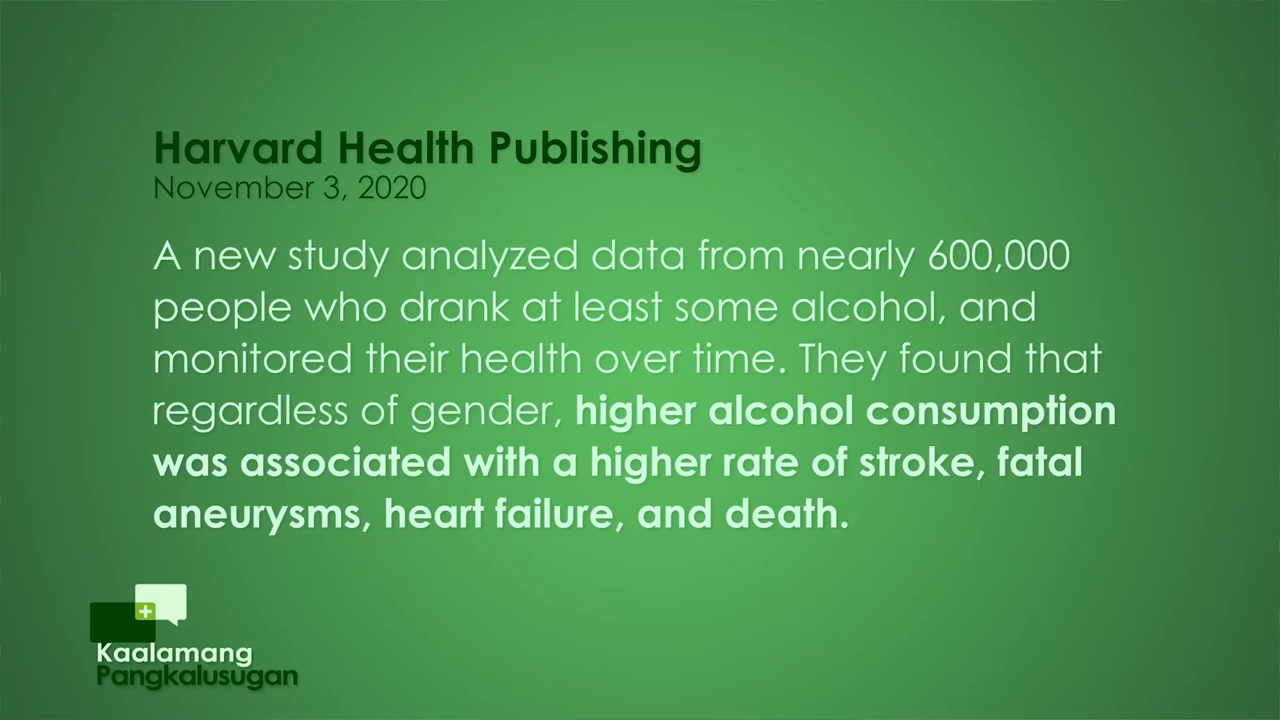 Harvard Health Publishing
November 3, 2020
A new study analyzed data from nearly 600,000
people who drank at least some alcohol, and
monitored their health over time. They found that
regardless of gender, higher alcohol consumption
was associated with a higher rate of stroke, fatal
aneurysms, heart failure, and death.
Kaalamang
Pangkalusugan